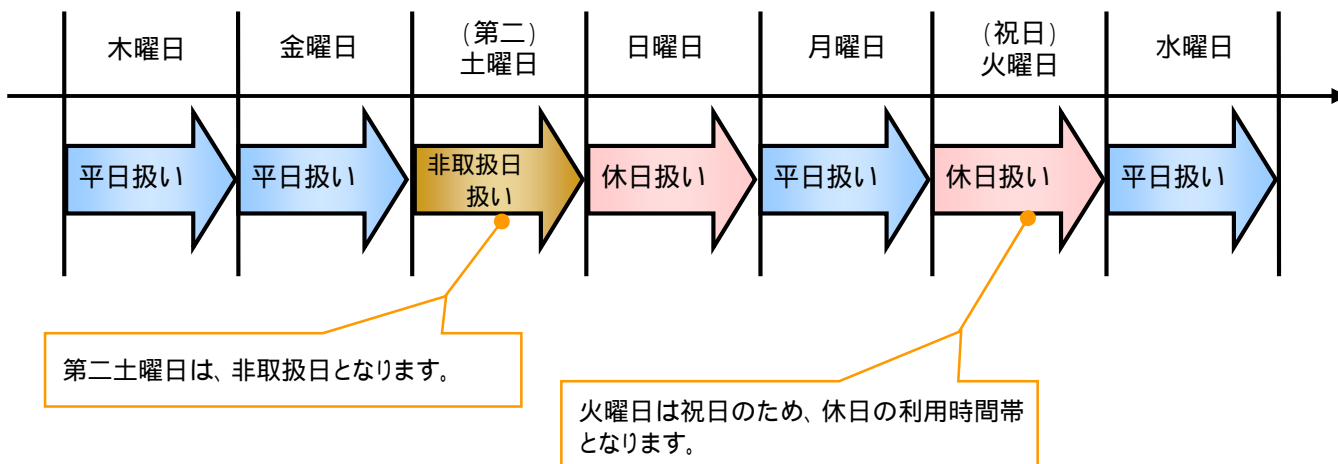 木曜日
金曜日
(第二)
土曜日
日曜日
月曜日
(祝日)
火曜日
水曜日
平日扱い
平日扱い
非取扱日
扱い
休日扱い
平日扱い
休日扱い
平日扱い
第二土曜日は、非取扱日となります。
火曜日は祝日のため、休日の利用時間帯
となります。